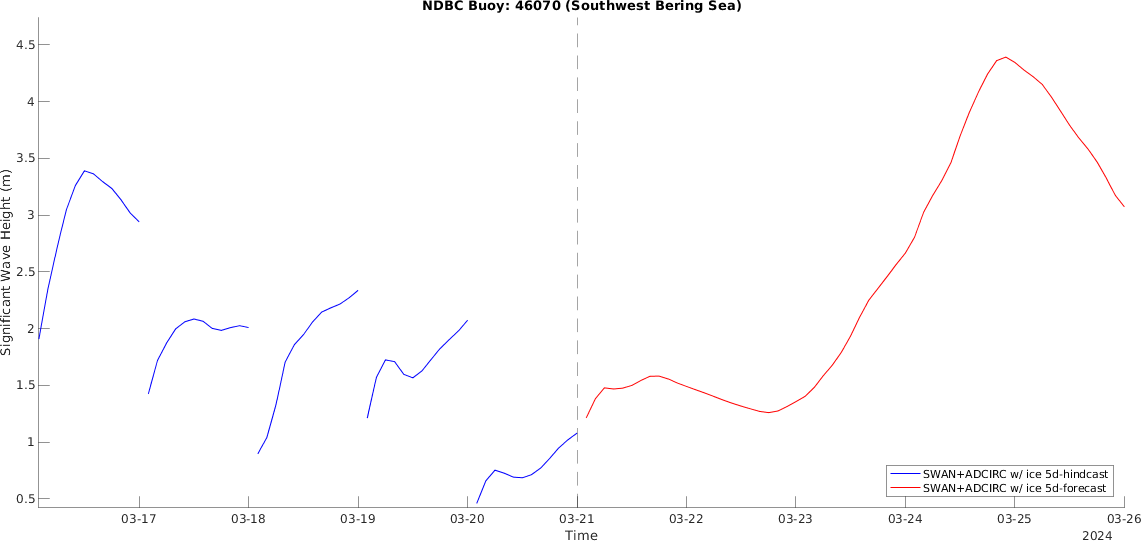 NDBC Buoy: 46070 (Southwest Bering Sea)
4.5
4
3.5
3
2.5
2
1.5
1
0.5
Significant Wave Height (m)
SWAN+ADCIRC w/ ice 5d-hindcast
SWAN+ADCIRC w/ ice 5d-forecast
03-17 03-18 03-19 03-20 03-21 03-22 03-23 03-24 03-25 03-26
Time
2024